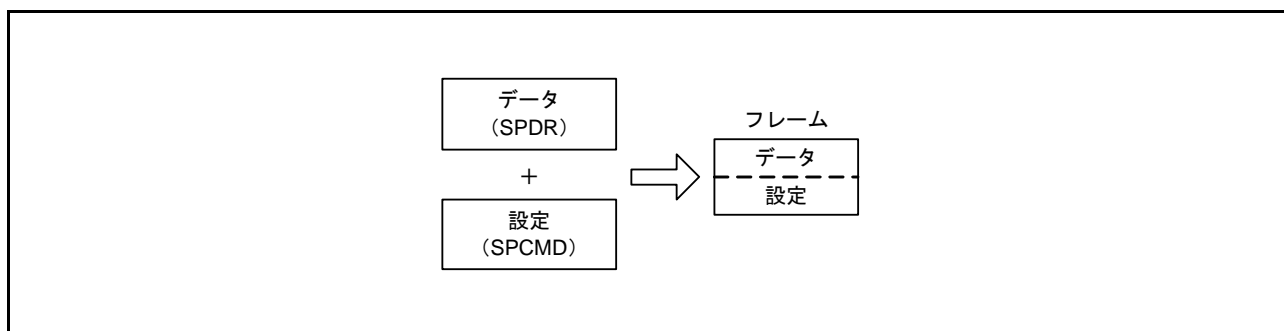 データ
(SPDR)
+
設定
(SPCMD)
フレーム
データ
設定